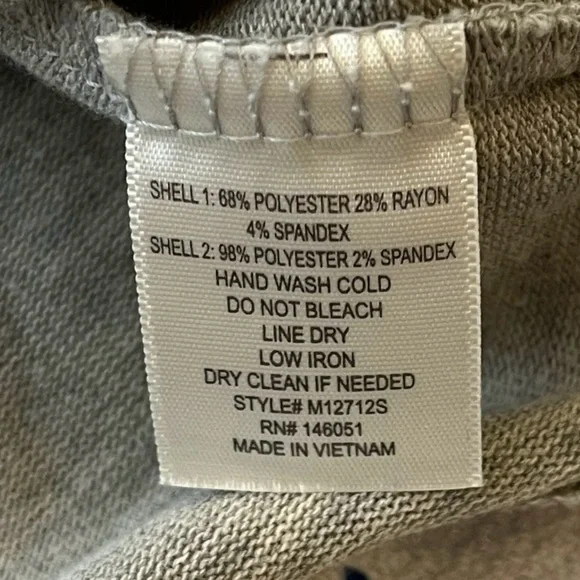 SHELL 1: 68% POLYESTER 28% RAYON
4% SPANDEX
SHELL 2: 98% POLYESTER 2% SPANDEX
HAND WASH COLD
DO NOT BLEACH
LINE DRY
LOW IRON
DRY CLEAN IF NEEDED
STYLE# M12712S
RN# 146051
MADE IN VIETNAM